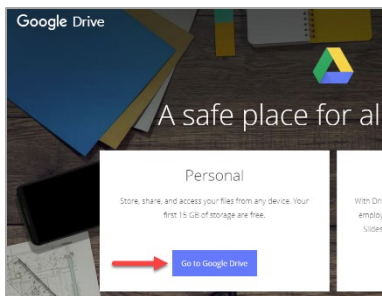 Google Drive
A safe place for al
Personal
Store, share, and access your files from any device. Your
first 15 GB of storage are free.
Go to Google Drive
With Dri
employ
Slides